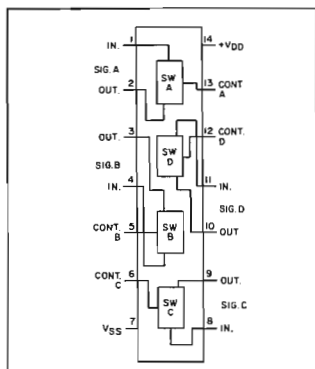 1 14
IN. +VDD
SIG. A SW A
2 13 CONT A
OUT.
3 12 CONT. D
OUT. SW D
SIG. B
4 11
IN. IN.
SW B SIG. D
CONT. B 5 10
OUT
CONT. C 6 9
OUT.
SW C SIG. C
7 8
VSS IN.